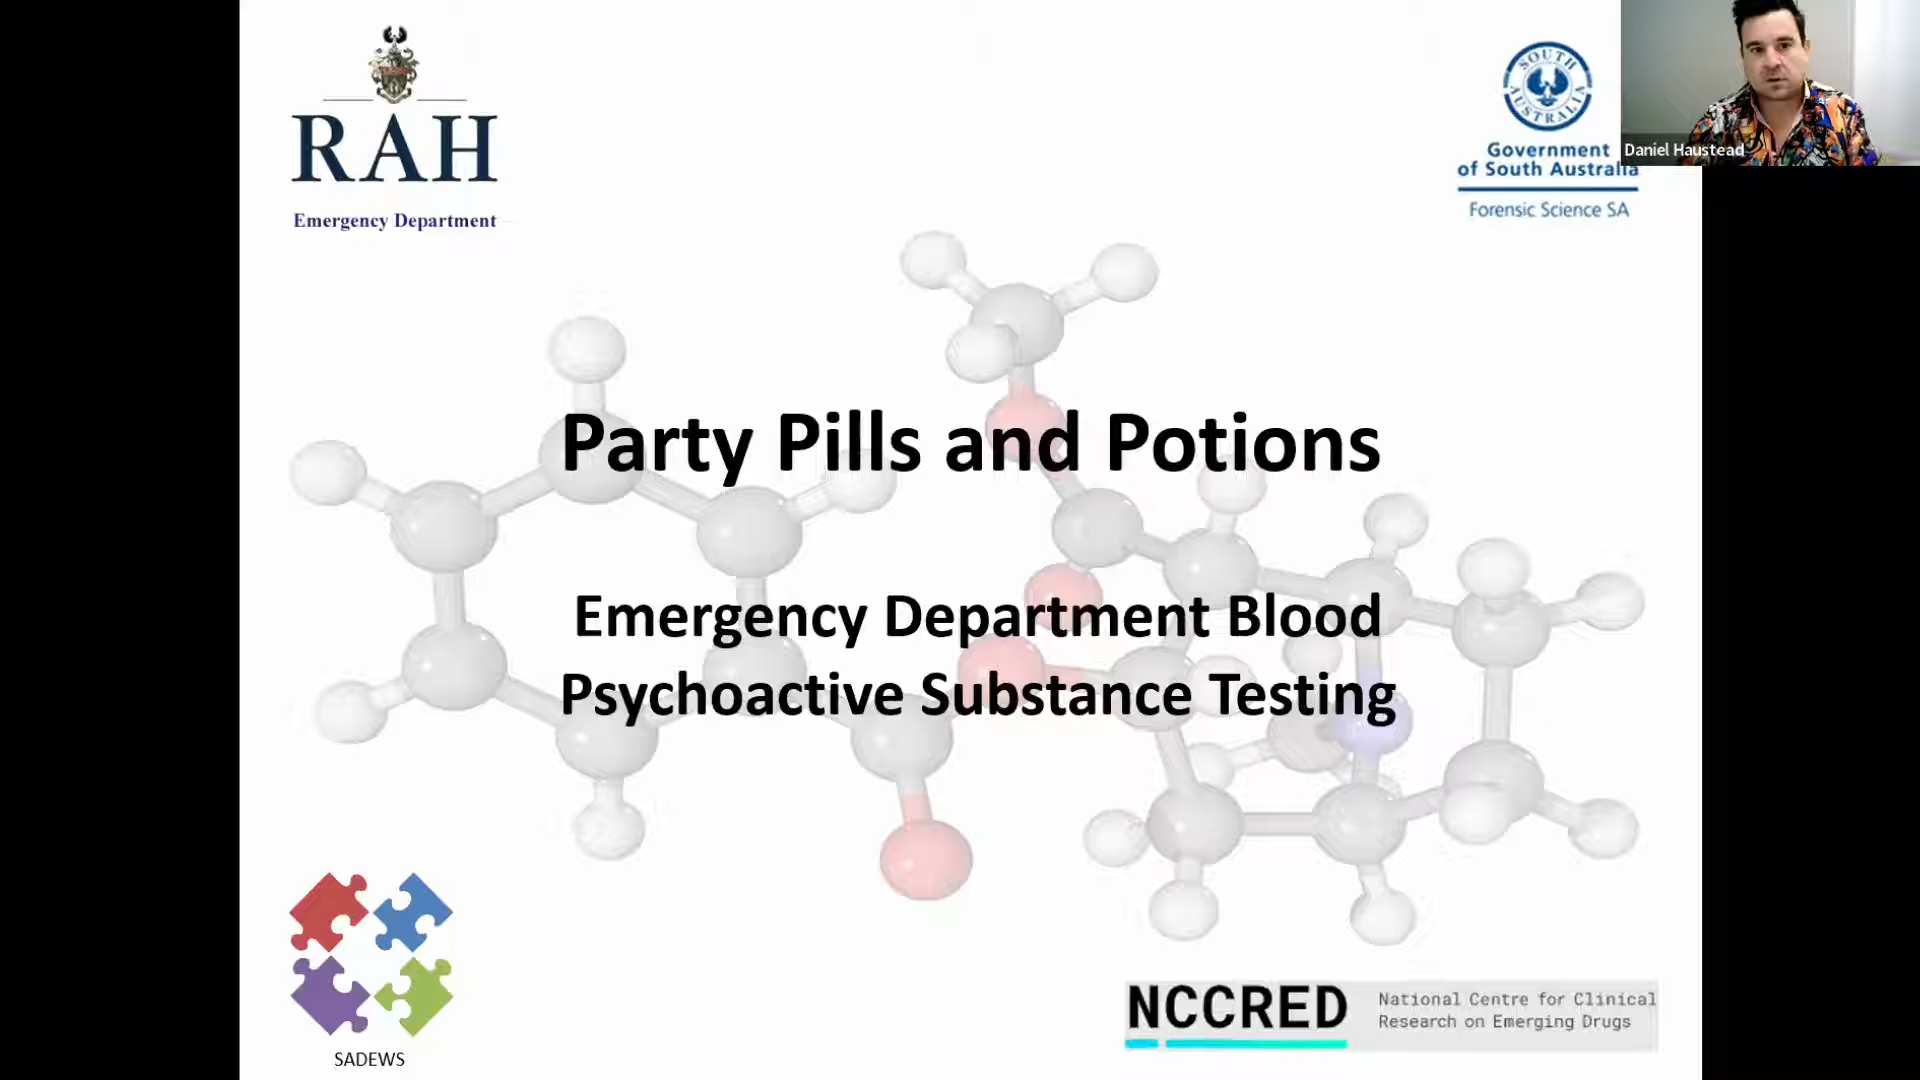 RAH
Emergency Department
SOUTH AUSTRALIA
Government
of South Australia
Forensic Science SA
Daniel Haustead
Party Pills and Potions
Emergency Department Blood
Psychoactive Substance Testing
SADEWS
NCCRED
National Centre for Clinical
Research on Emerging Drugs